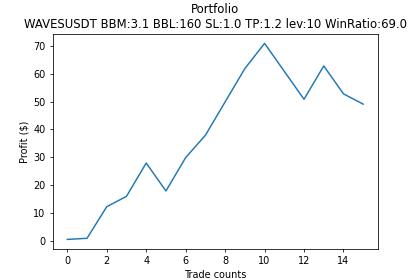 Portfolio
WAVESUSDT BBM:3.1 BBL:160 SL:1.0 TP:1.2 lev:10 WinRatio:69.0
70
60
50
40
30
20
10
0
Profit ($)
0 2 4 6 8 10 12 14
Trade counts